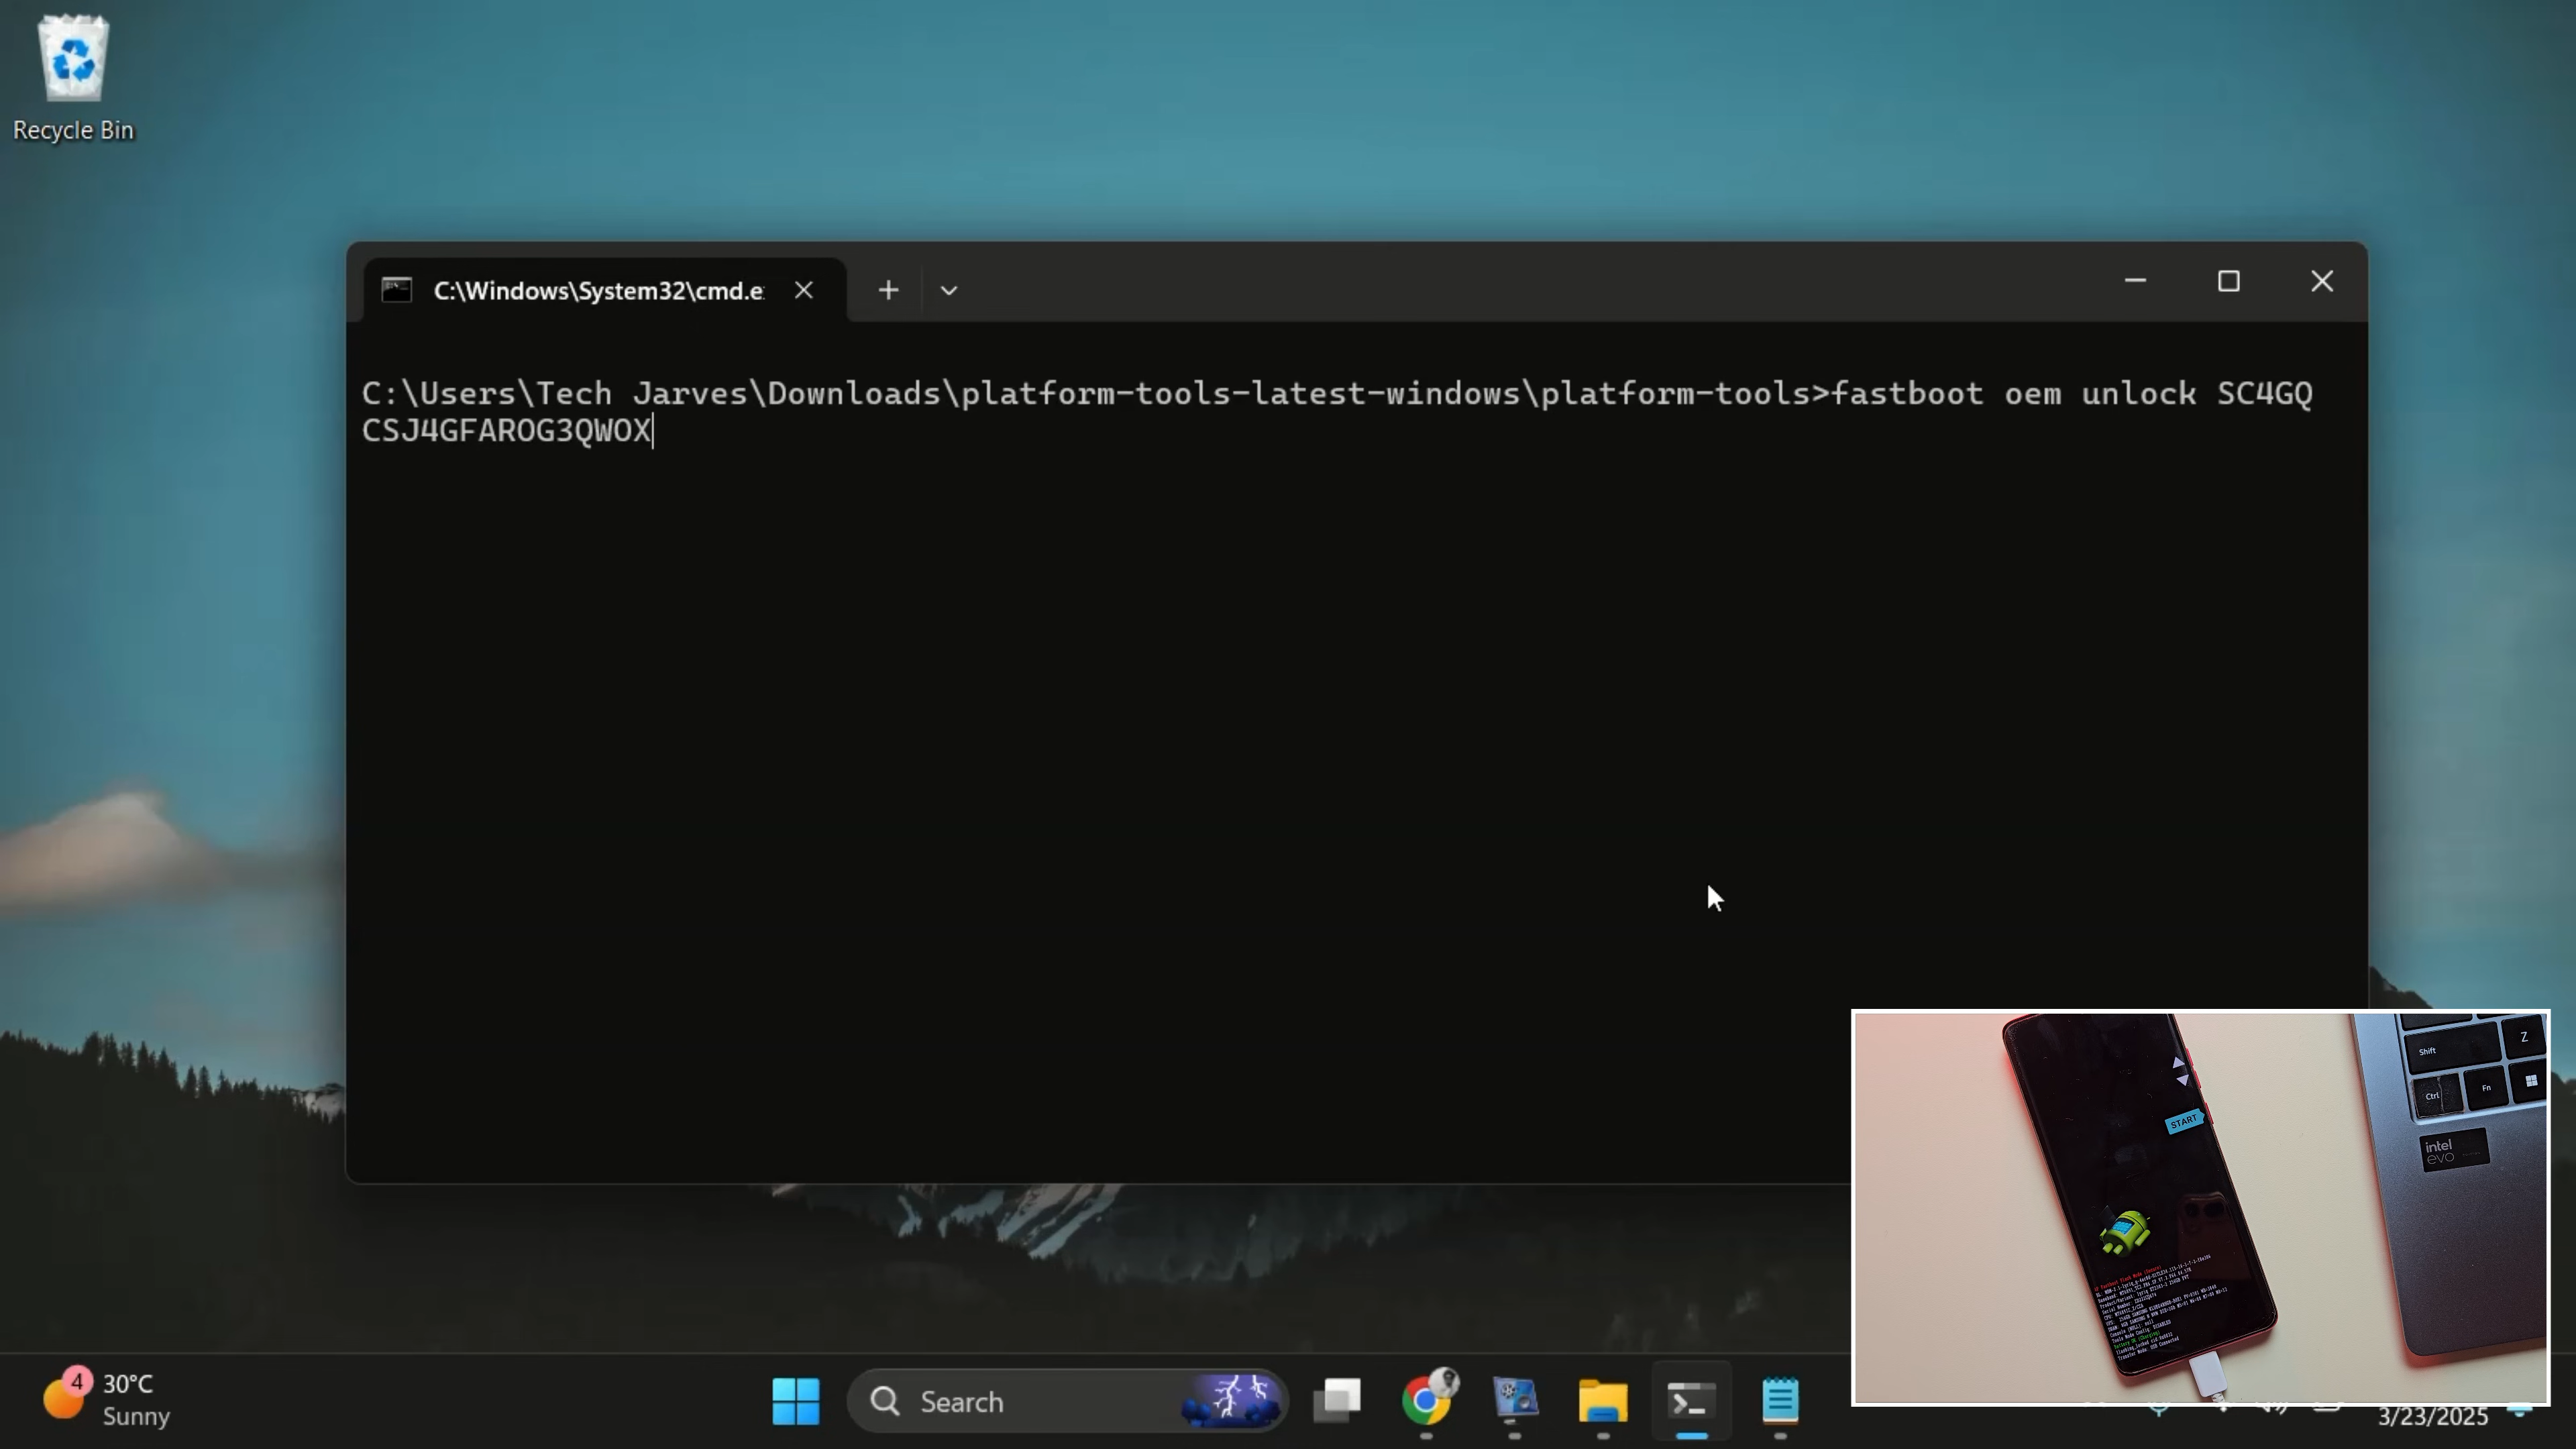 Recycle Bin
C:\Windows\System32\cmd.e
C:\Users\Tech Jarves\Downloads\platform-tools-latest-windows\platform-tools>fastboot oem unlock SC4GQ
CSJ4GFAROG3QWOX
START
Shift
Z
Ctrl
Fn
intel
evo
4
30°C
Sunny
Search
3/23/2025